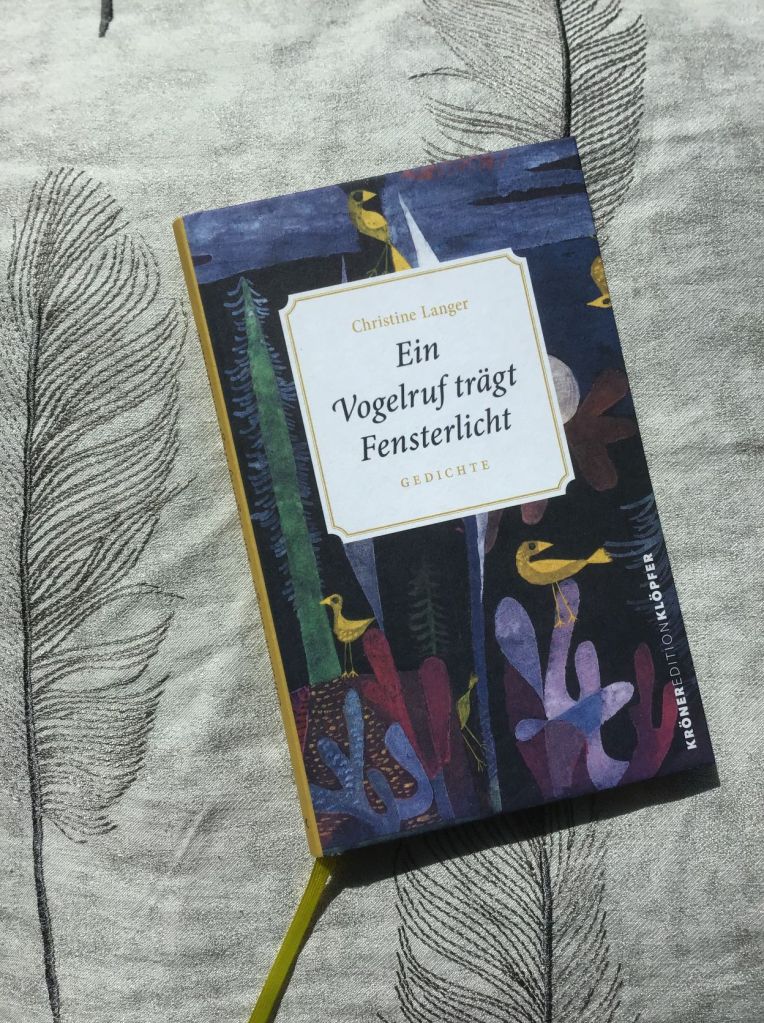 Christine Langer
Ein
Vogelruf trägt
Fensterlicht
GEDICHTE
KRÖNEREDITIONKLÖPFER